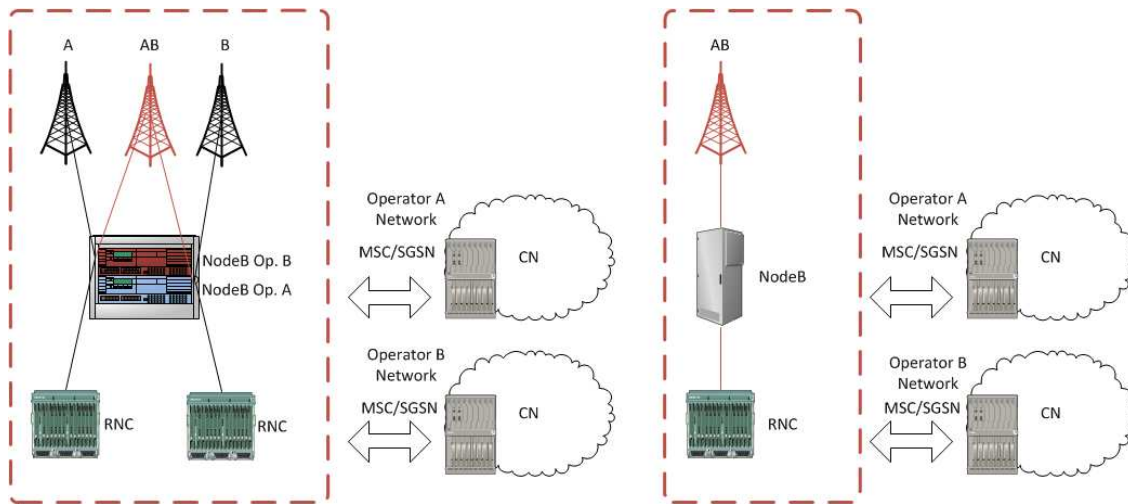 A
AB
B
NodeB Op. B
NodeB Op. A
RNC
RNC
Operator A
Network
MSC/SGSN
CN
Operator B
Network
MSC/SGSN
CN
AB
NodeB
RNC
Operator A
Network
MSC/SGSN
CN
Operator B
Network
MSC/SGSN
CN